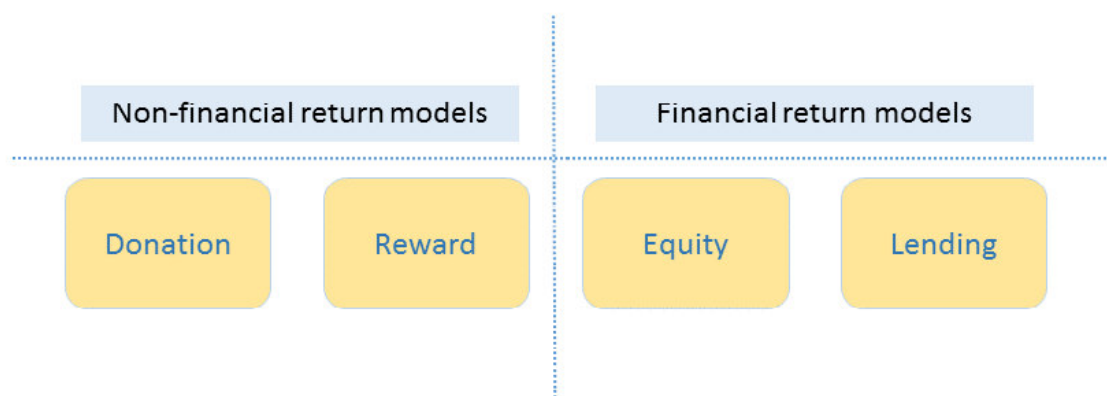 Non-financial return models
Financial return models
Donation
Reward
Equity
Lending